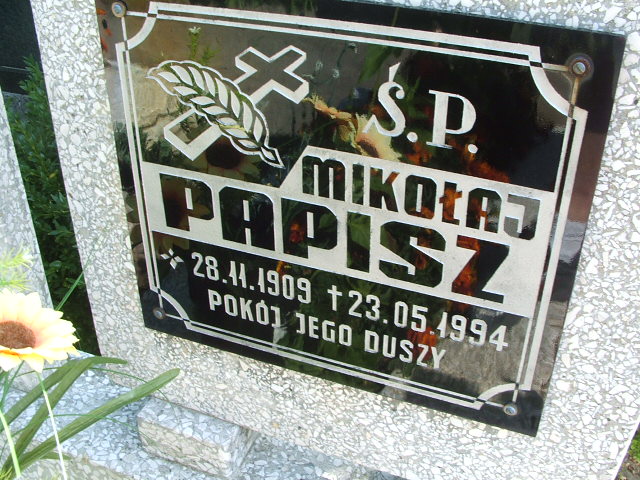 Ś.P.
MIKOŁAJ
PAPISZ
28.11.1909 † 23.05.1994
POKÓJ JEGO DUSZY